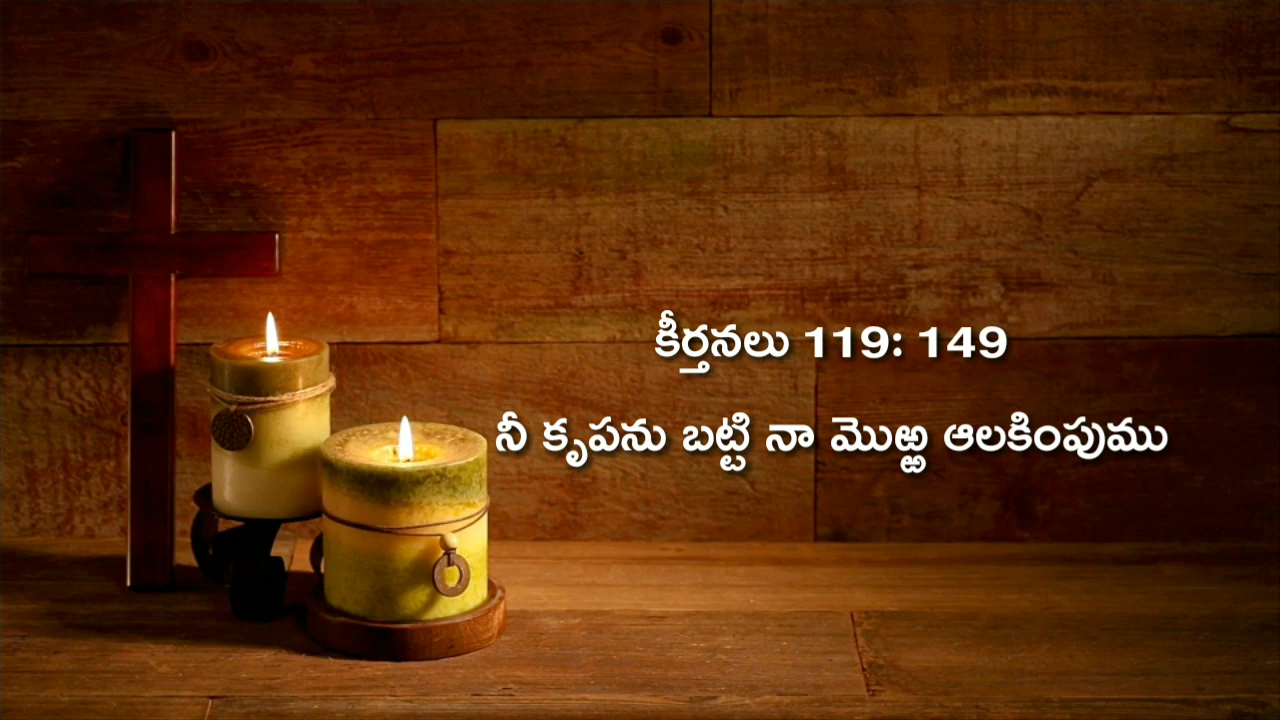 కీర్తనలు 119: 149
నీ కృపను బట్టి నా మొఱ్ఱ ఆలకింపుము